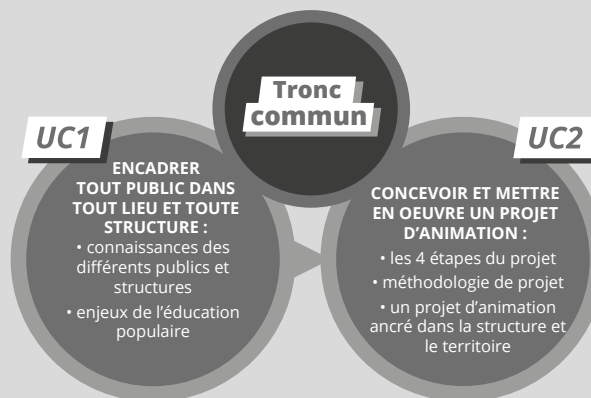 Tronc
commun
UC1
ENCADRER
TOUT PUBLIC DANS
TOUT LIEU ET TOUTE
STRUCTURE :
• connaissances des
différents publics et
structures
• enjeux de l'éducation
populaire
UC2
CONCEVOIR ET METTRE
EN OEUVRE UN PROJET
D'ANIMATION :
• les 4 étapes du projet
• méthodologie de projet
• un projet d'animation
ancré dans la structure et
le territoire